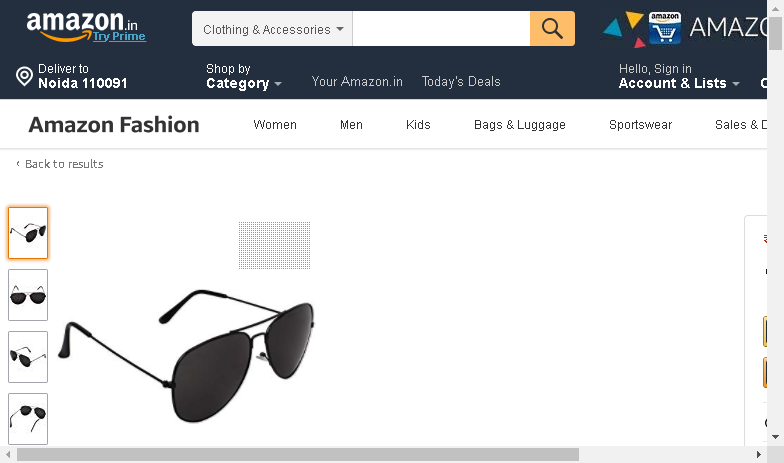 amazon.in
Try Prime
Clothing & Accessories
amazon
AMAZO
Deliver to
Noida 110091
Shop by
Category
Your Amazon.in
Today's Deals
Hello, Sign in
Account & Lists
Amazon Fashion
Women
Men
Kids
Bags & Luggage
Sportswear
Sales & D
‹ Back to results